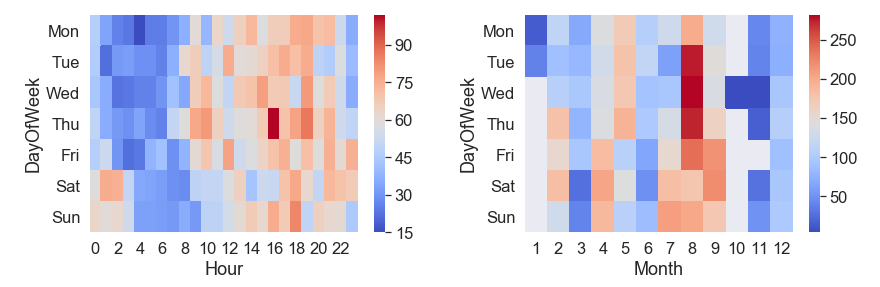 Mon
Tue
Wed
Thu
Fri
Sat
Sun
DayOfWeek
0 2 4 6 8 10 12 14 16 18 20 22
Hour
90
75
60
45
30
15
Mon
Tue
Wed
Thu
Fri
Sat
Sun
DayOfWeek
1 2 3 4 5 6 7 8 9 10 11 12
Month
250
200
150
100
50